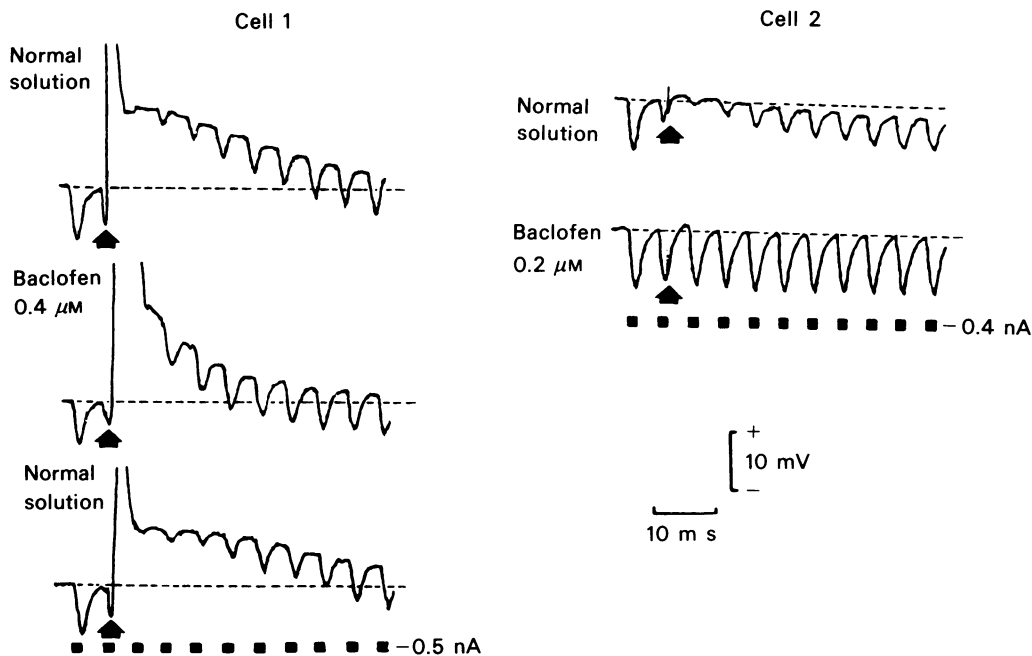 Cell 1
Normal
solution
Baclofen
0.4 μM
Normal
solution
−0.5 nA
Cell 2
Normal
solution
Baclofen
0.2 μM
−0.4 nA
+
10 mV
−
10 m s